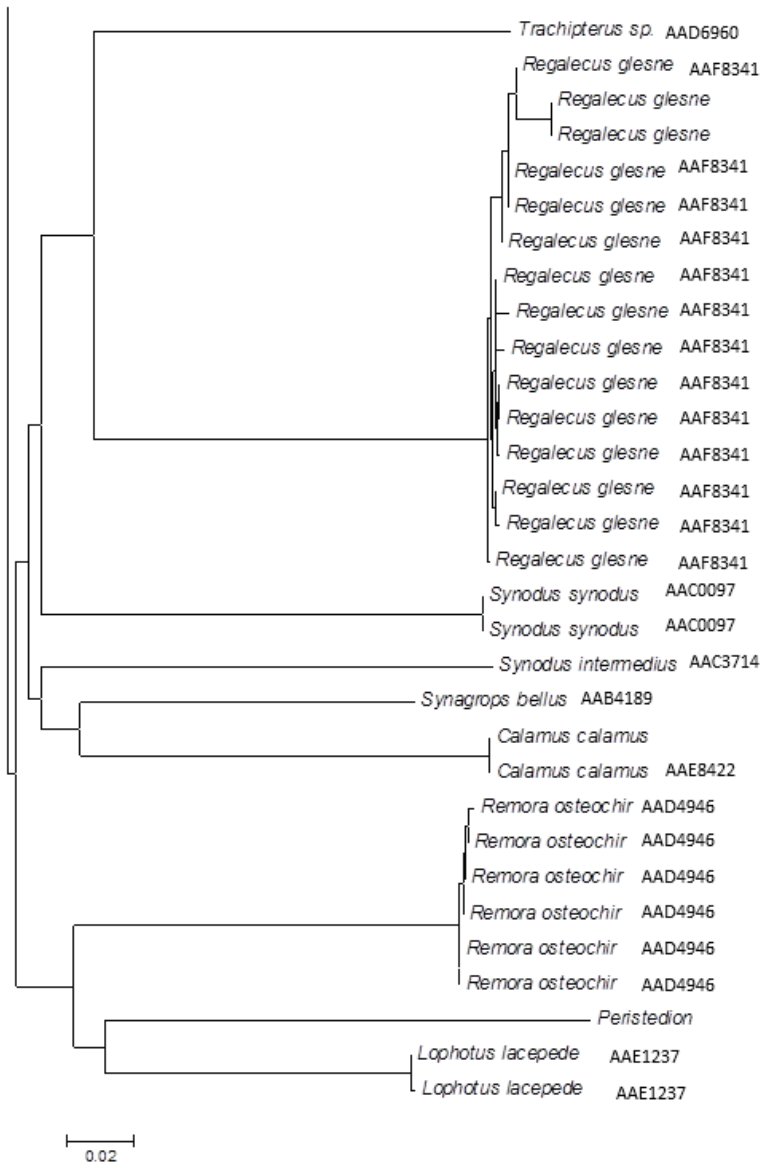 Trachipterus sp. AAD6960
Regalecus glesne AAF8341
Regalecus glesne
Regalecus glesne
Regalecus glesne AAF8341
Regalecus glesne AAF8341
Regalecus glesne AAF8341
Regalecus glesne AAF8341
Regalecus glesne AAF8341
Regalecus glesne AAF8341
Regalecus glesne AAF8341
Regalecus glesne AAF8341
Regalecus glesne AAF8341
Regalecus glesne AAF8341
Regalecus glesne AAF8341
Regalecus glesne AAF8341
Synodus synodus AAC0097
Synodus synodus AAC0097
Synodus intermedius AAC3714
Synagrops bellus AAB4189
Calamus calamus
Calamus calamus AAE8422
Remora osteochir AAD4946
Remora osteochir AAD4946
Remora osteochir AAD4946
Remora osteochir AAD4946
Remora osteochir AAD4946
Remora osteochir AAD4946
Peristedion
Lophotus lacepede AAE1237
Lophotus lacepede AAE1237
0.02